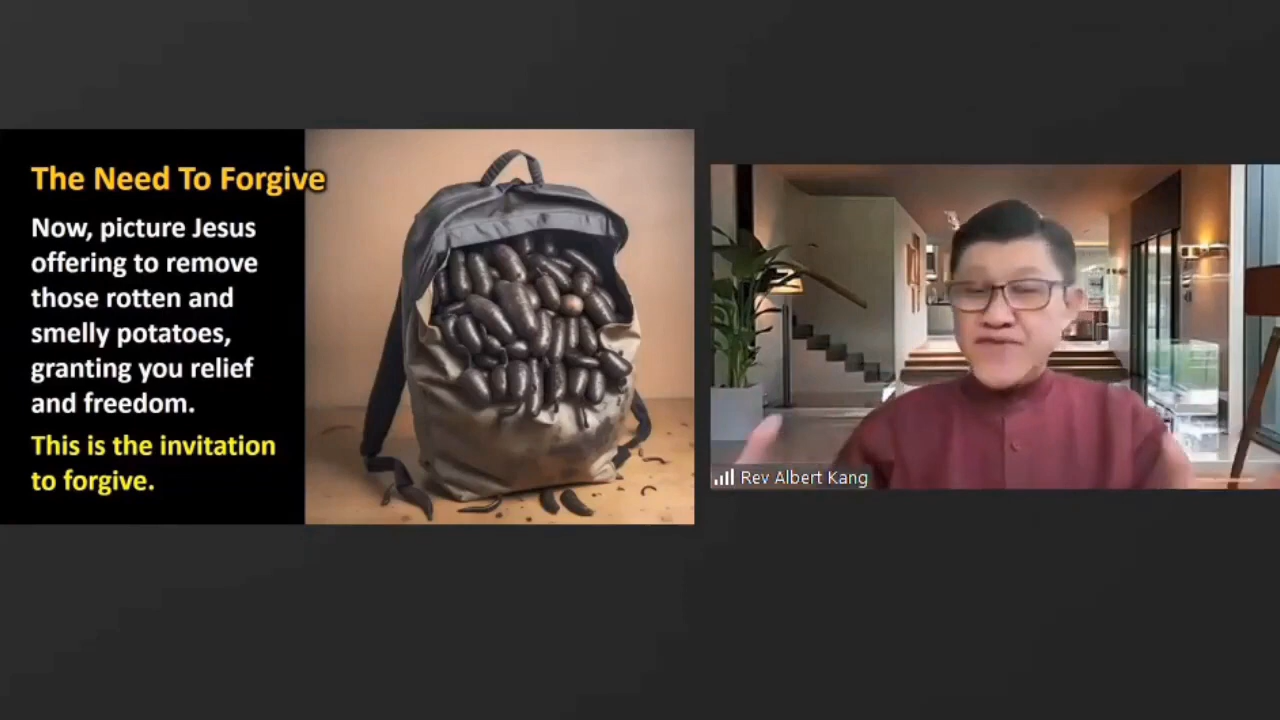 The Need To Forgive
Now, picture Jesus
offering to remove
those rotten and
smelly potatoes,
granting you relief
and freedom.
This is the invitation
to forgive.
Rev Albert Kang